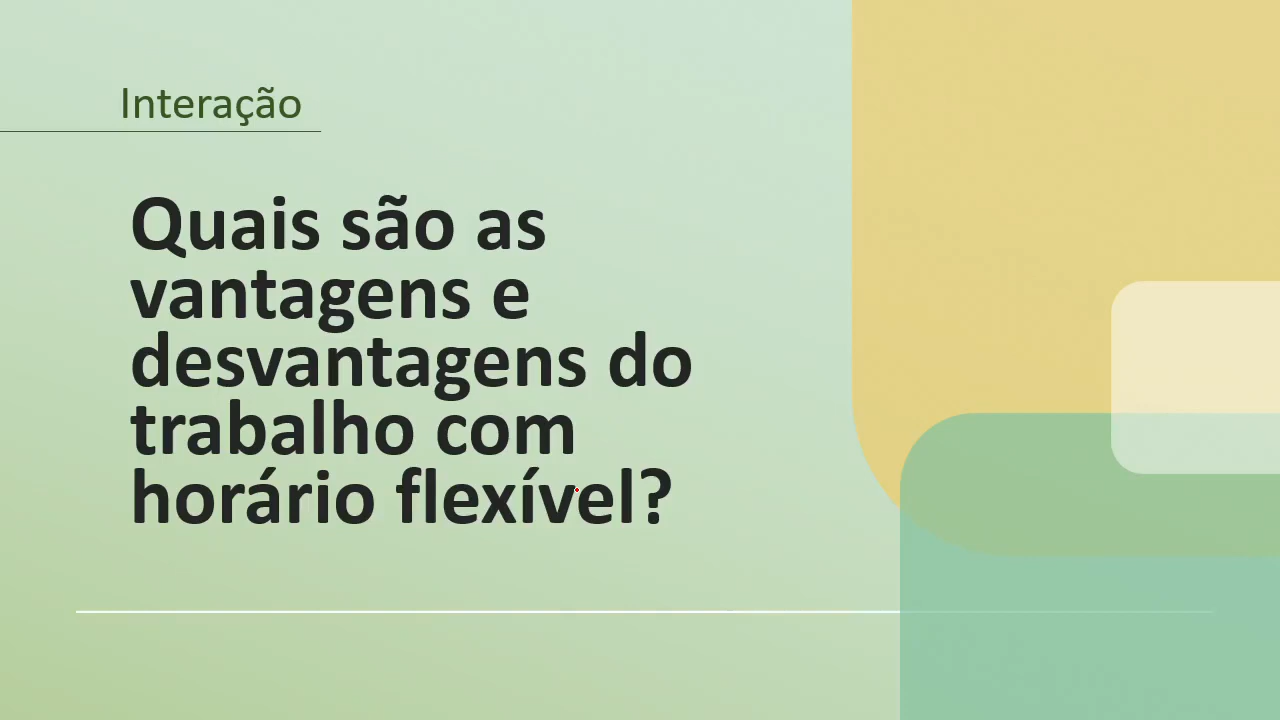 Interação
Quais são as
vantagens e
desvantagens do
trabalho com
horário flexível?